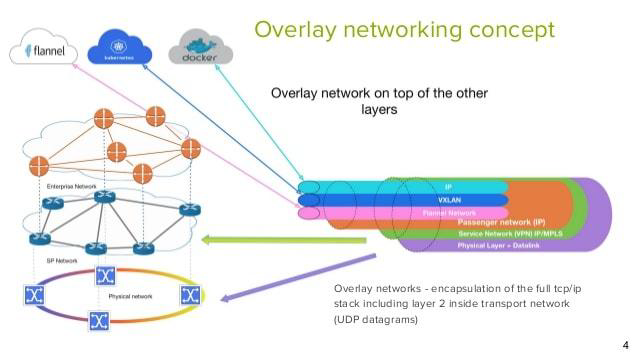 Overlay networking concept
flannel
kubernetes
docker
Overlay network on top of the other
layers
IP
VXLAN
Flannel Network
Passenger network (IP)
Service Network (VPN) IP/MPLS
Physical Layer + Datalink
Enterprise Network
SP Network
Physical network
Overlay networks - encapsulation of the full tcp/ip
stack including layer 2 inside transport network
(UDP datagrams)
4